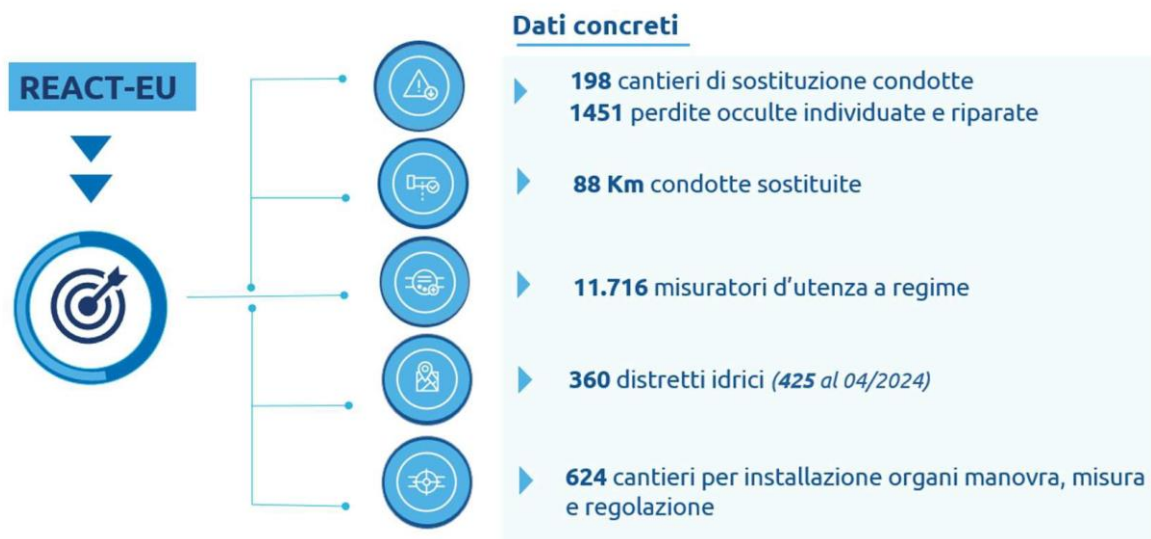 Dati concreti
REACT-EU
198 cantieri di sostituzione condotte
1451 perdite occulte individuate e riparate
88 Km condotte sostituite
11.716 misuratori d'utenza a regime
360 distretti idrici (425 al 04/2024)
624 cantieri per installazione organi manovra, misura
e regolazione